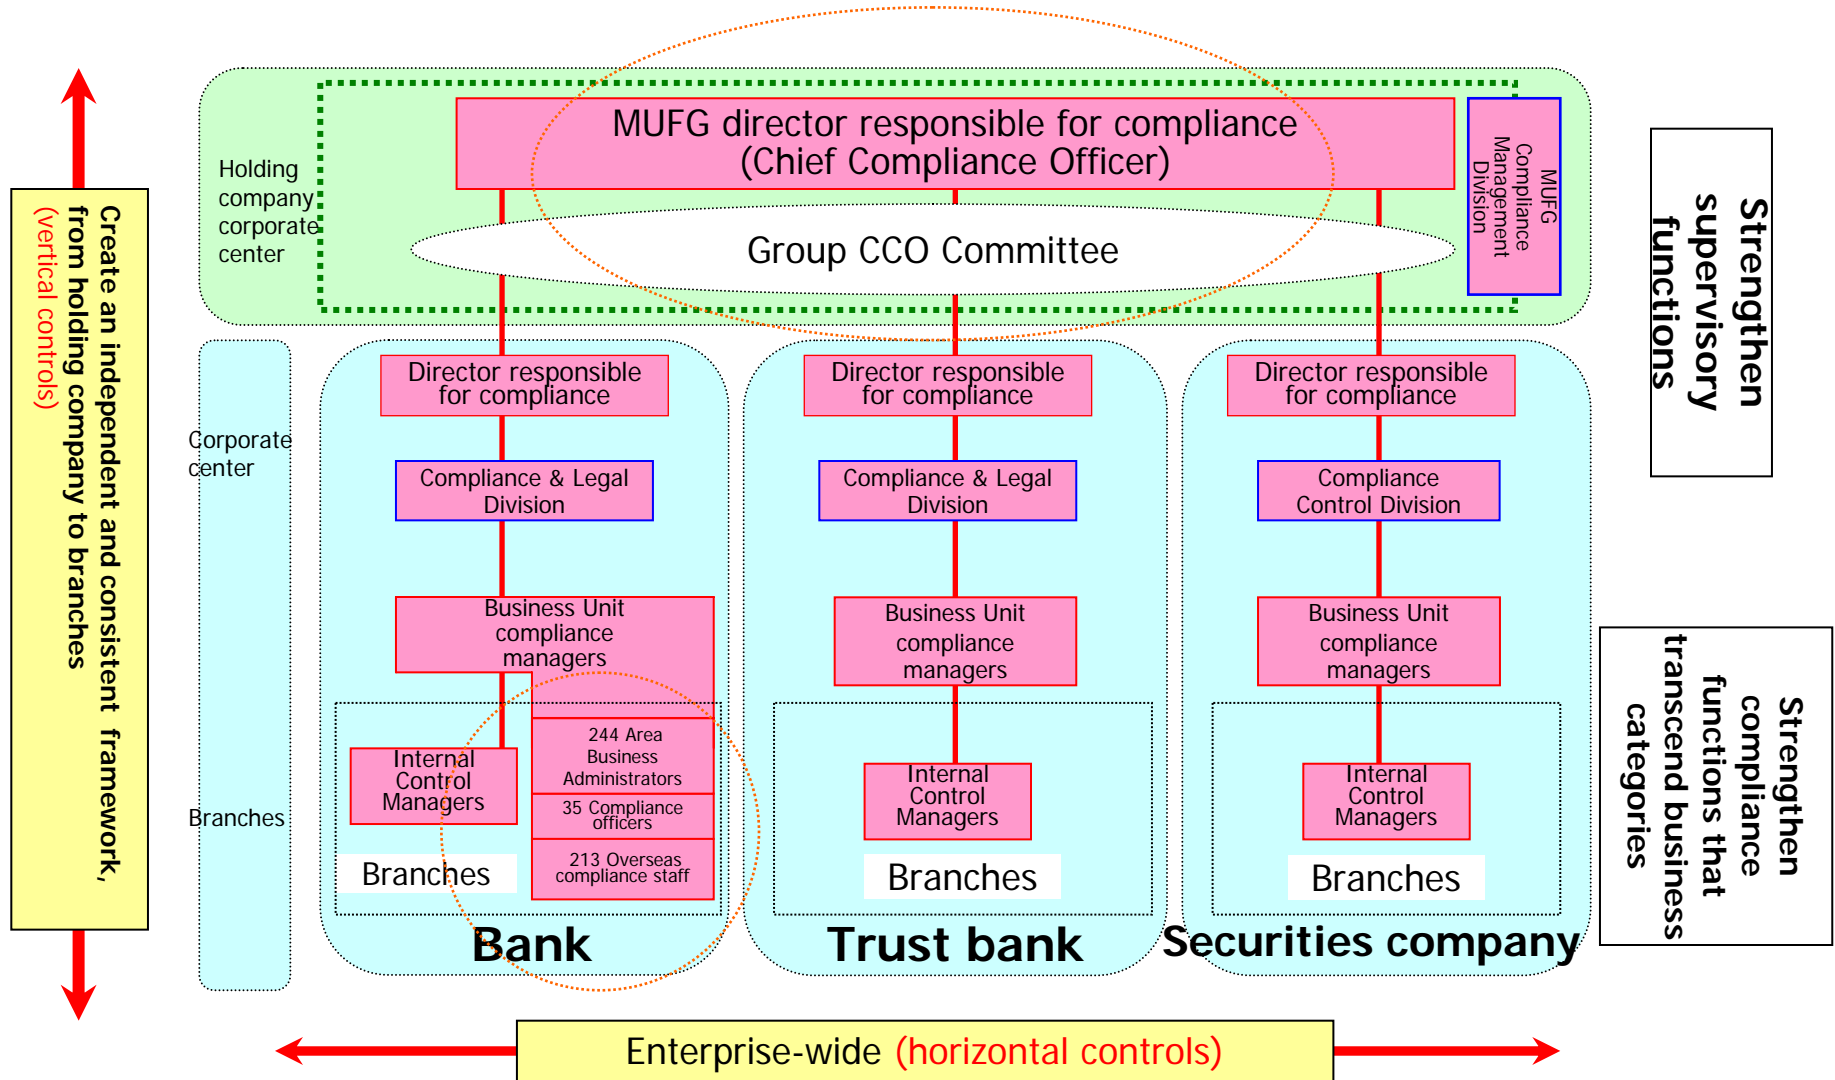 MUFG director responsible for compliance
(Chief Compliance Officer)
MUFG
Compliance
Management
Division
Holding
company
corporate
center
Group CCO Committee
Strengthen
supervisory
functions
Create an independent and consistent framework,
from holding company to branches
(vertical controls)
Corporate
center
Branches
Director responsible
for compliance
Compliance & Legal
Division
Business Unit
compliance
managers
Internal
Control
Managers
244 Area
Business
Administrators
35 Compliance
officers
213 Overseas
compliance staff
Branches
Bank
Director responsible
for compliance
Compliance & Legal
Division
Business Unit
compliance
managers
Internal
Control
Managers
Branches
Trust bank
Director responsible
for compliance
Compliance
Control Division
Business Unit
compliance
managers
Internal
Control
Managers
Branches
Securities company
Strengthen
compliance
functions that
transcend business
categories
Enterprise-wide (horizontal controls)